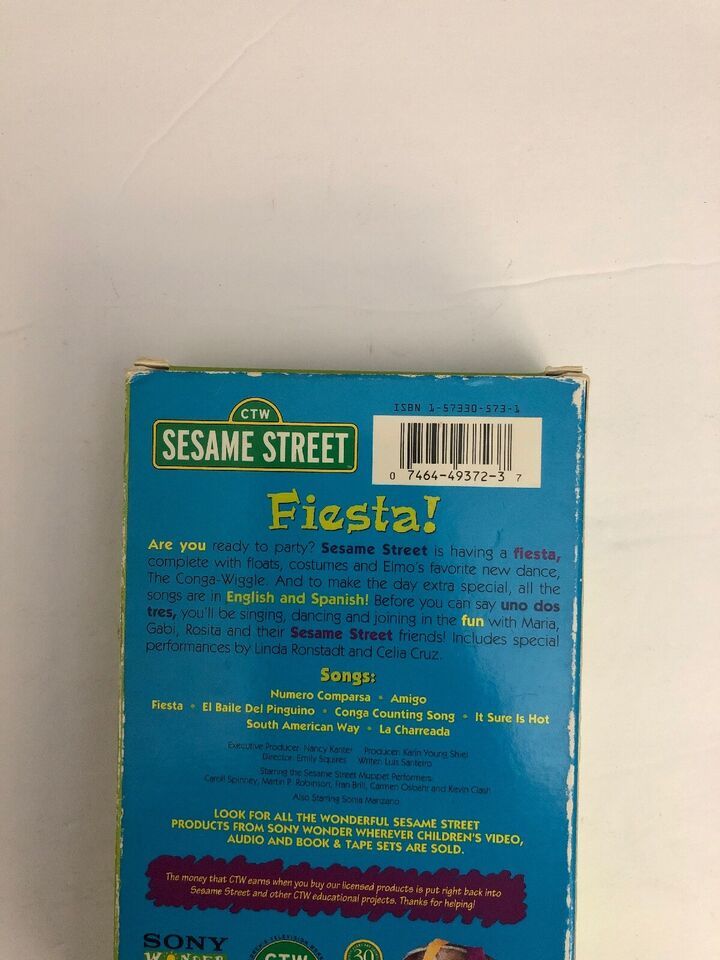 CTW
SESAME STREET
ISBN 1-57330-573-1
0 7464-49372-3 7
Fiesta!
Are you ready to party? Sesame Street is having a fiesta,
complete with floats, costumes and Elmo's favorite new dance,
The Conga-Wiggle. And to make the day extra special, all the
songs are in English and Spanish! Before you can say uno dos
tres, you'll be singing, dancing and joining in the fun with Maria,
Gabi, Rosita and their Sesame Street friends! Includes special
performances by Linda Ronstadt and Celia Cruz.
Songs:
Numero Comparsa • Amigo
Fiesta • El Baile Del Pinguino • Conga Counting Song • It Sure Is Hot
South American Way • La Charreada
Executive Producer: Nancy Kanter Producer: Karin Young Shiel
Director: Emily Squires Writer: Luis Santeiro
Starring the Sesame Street Muppet Performers
Caroll Spinney, Martin P. Robinson, Fran Brill, Carmen Osbahr and Kevin Clash
Also Starring Sonia Manzano
LOOK FOR ALL THE WONDERFUL SESAME STREET
PRODUCTS FROM SONY WONDER WHEREVER CHILDREN'S VIDEO,
AUDIO AND BOOK & TAPE SETS ARE SOLD.
The money that CTW earns when you buy our licensed products is put right back into
Sesame Street and other CTW educational projects. Thanks for helping!
SONY
WONDER
CTW
30